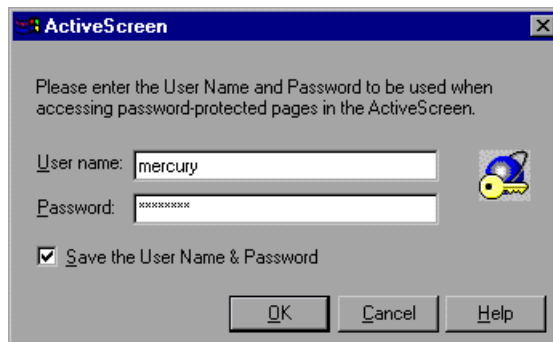 ActiveScreen
Please enter the User Name and Password to be used when
accessing password-protected pages in the ActiveScreen.
User name: mercury
Password: ********
Save the User Name & Password
OK Cancel Help